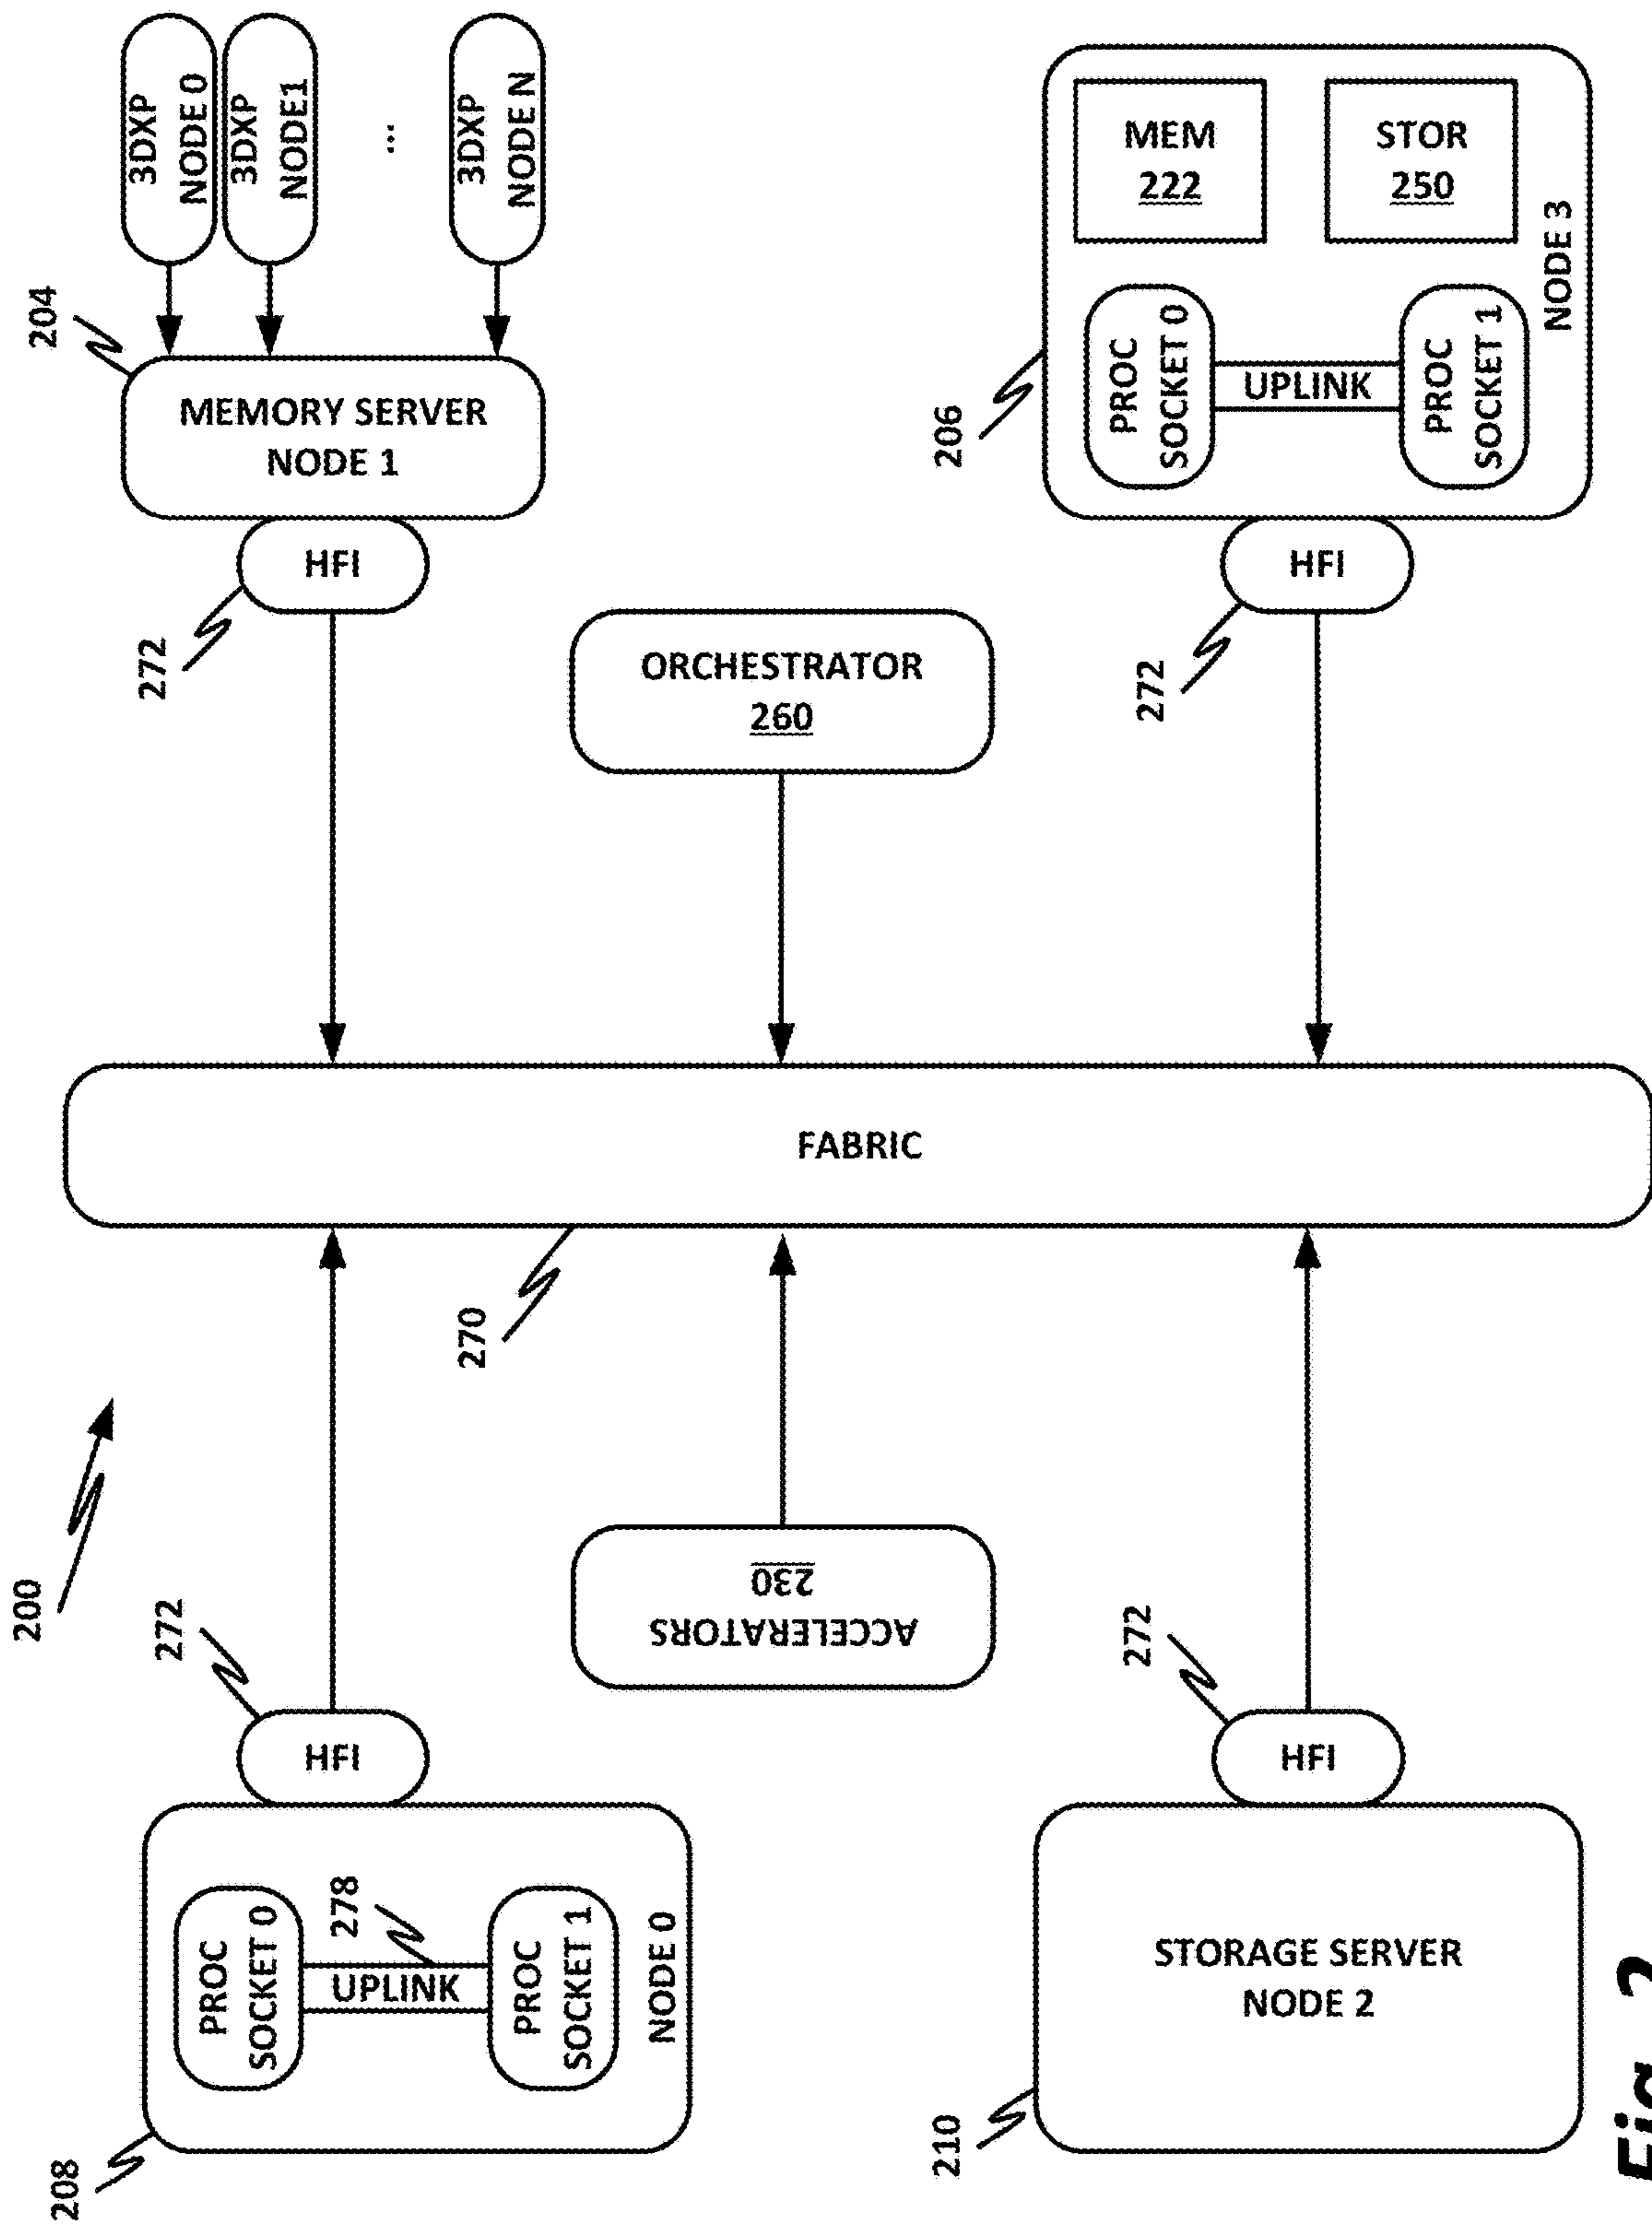 3DXP
NODE 0
3DXP
NODE1
...
3DXP
NODE N
204
MEMORY SERVER
NODE 1
HFI
272
ORCHESTRATOR
260
206
MEM
222
STOR
250
PROC
SOCKET 0
UPLINK
PROC
SOCKET 1
NODE 3
HFI
272
FABRIC
270
200
272
HFI
PROC
SOCKET 0
278
UPLINK
PROC
SOCKET 1
NODE 0
208
ACCELERATORS
230
272
HFI
STORAGE SERVER
NODE 2
210
Fig. 2